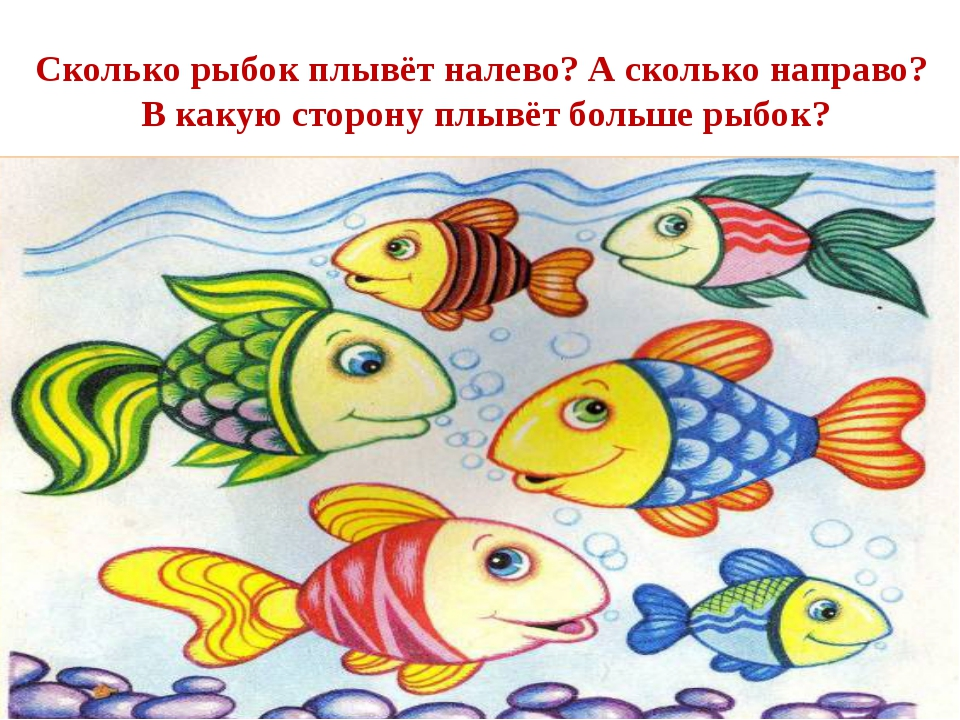 Сколько рыбок плывёт налево? А сколько направо?
В какую сторону плывёт больше рыбок?